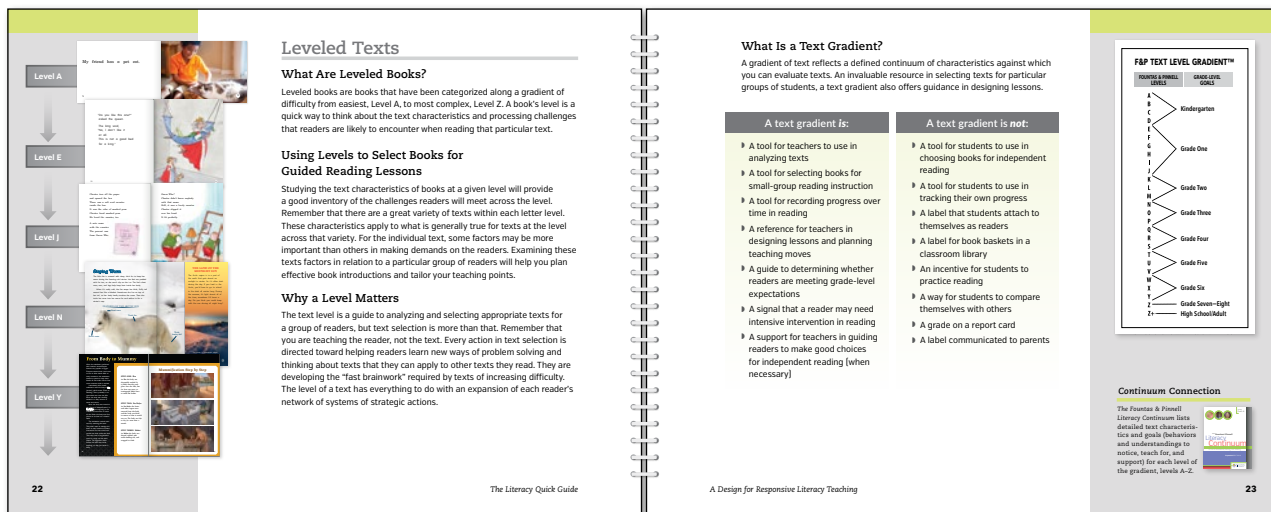 Level A
Level E
Level J
Level N
Level Y
My friend has a pet cat.
From Body to Mummy
Mummification Step by Step
Leveled Texts
What Are Leveled Books?
Leveled books are books that have been categorized along a gradient of
difficulty from easiest, Level A, to most complex, Level Z. A book's level is a
quick way to think about the text characteristics and processing challenges
that readers are likely to encounter when reading that particular text.
Using Levels to Select Books for
Guided Reading Lessons
Studying the text characteristics of books at a given level will provide
a good inventory of the challenges readers will meet across the level.
Remember that there are a great variety of texts within each letter level.
These characteristics apply to what is generally true for texts at the level
across that variety. For the individual text, some factors may be more
important than others in making demands on the reader. Examining these
texts factors in relation to a particular group of readers will help you plan
effective book introductions and tailor your teaching points.
Why a Level Matters
The text level is a guide to analyzing and selecting appropriate texts for
a group of readers, but text selection is more than that. Remember that
you are teaching the reader, not the text. Every action in text selection is
directed toward helping readers learn new ways of problem solving and
thinking about texts that they can apply to other texts they read. They are
developing the "fast brainwork" required by texts of increasing difficulty.
The level of a text has everything to do with an expansion of each reader's
network of systems of strategic actions.
22
The Literacy Quick Guide
What Is a Text Gradient?
A gradient of text reflects a defined continuum of characteristics against which
you can evaluate texts. An invaluable resource in selecting texts for particular
groups of students, a text gradient also offers guidance in designing lessons.
A text gradient is:
A tool for teachers to use in
analyzing texts
A tool for selecting books for
small-group reading instruction
A tool for recording progress over
time in reading
A reference for teachers in
designing lessons and planning
teaching moves
A guide to determining whether
readers are meeting grade-level
expectations
A signal that a reader may need
intensive intervention in reading
A support for teachers in guiding
readers to make good choices
for independent reading (when
necessary)
A text gradient is not:
A tool for students to use in
choosing books for independent
reading
A tool for students to use in
tracking their own progress
A label that students attach to
themselves as readers
A label for book baskets in a
classroom library
An incentive for students to
practice reading
A way for students to compare
themselves with others
A grade on a report card
A label communicated to parents
F&P TEXT LEVEL GRADIENT™
FOUNTAS & PINNELL
LEVELS
GRADE-LEVEL
GOALS
A
B
C
D
E
F
G
H
I
J
K
L
M
N
O
P
Q
R
S
T
U
V
W
X
Y
Z
Z+
Kindergarten
Grade One
Grade Two
Grade Three
Grade Four
Grade Five
Grade Six
Grade Seven–Eight
High School/Adult
Continuum Connection
The Fountas & Pinnell
Literacy Continuum lists
detailed text characteris-
tics and goals (behaviors
and understandings to
notice, teach for, and
support) for each level of
the gradient, levels A–Z.
Literacy
Continuum
A Design for Responsive Literacy Teaching
23